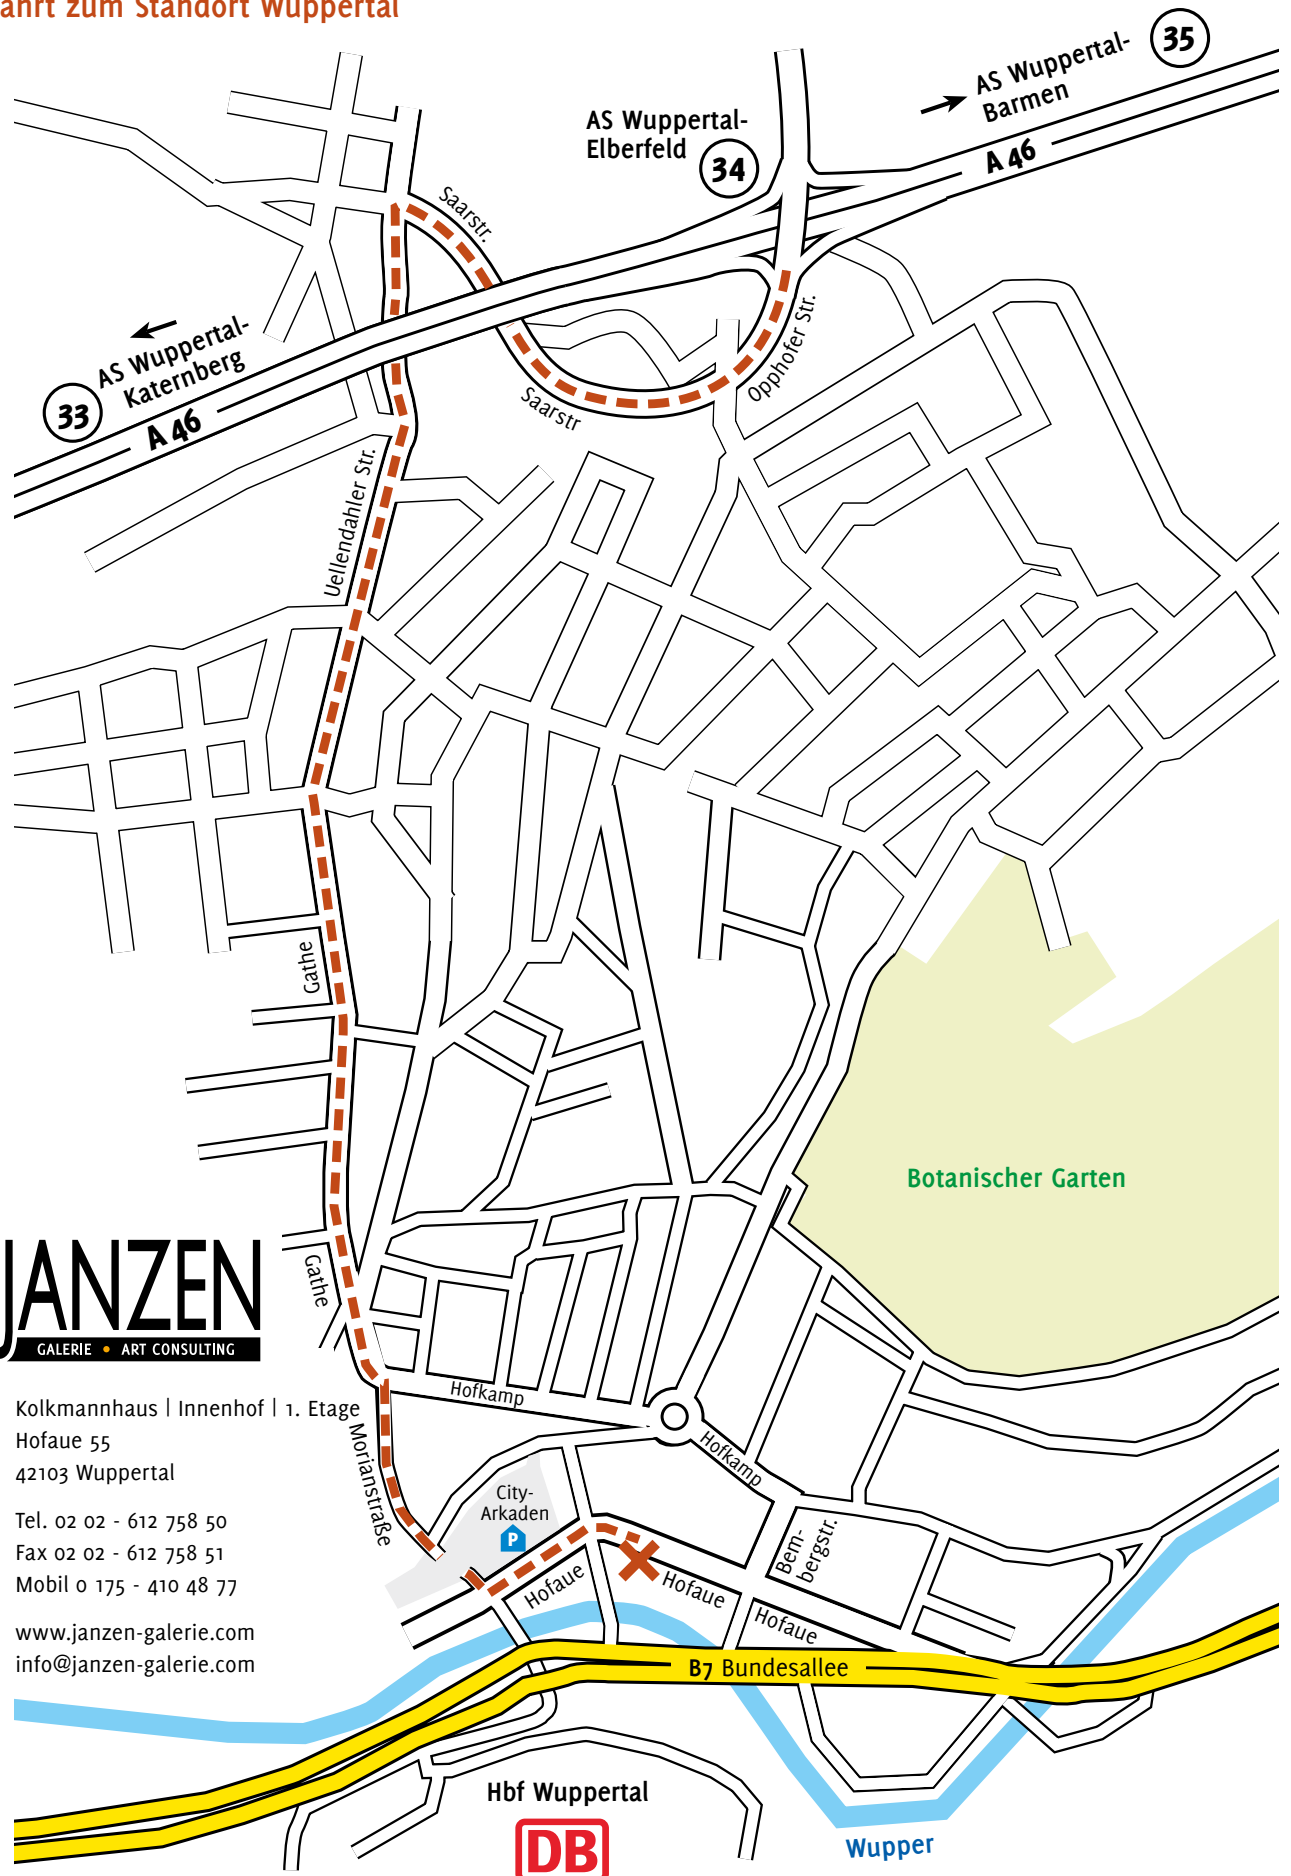 ahrt zum Standort Wuppertal
35
AS Wuppertal-
Barmen
AS Wuppertal-
Elberfeld
34
A 46
Saarstr.
AS Wuppertal-
Katernberg
33
A 46
Saarstr
Opphofer Str.
Uellendahler Str.
Gathe
Botanischer Garten
Gathe
JANZEN
GALERIE • ART CONSULTING
Kolkmannhaus | Innenhof | 1. Etage
Hofaue 55
42103 Wuppertal
Tel. 02 02 - 612 758 50
Fax 02 02 - 612 758 51
Mobil 0 175 - 410 48 77
www.janzen-galerie.com
info@janzen-galerie.com
Hofkamp
Hofkamp
Morianstraße
City-
Arkaden
P
Bem-
bergstr.
Hofaue
Hofaue
Hofaue
B7 Bundesallee
Hbf Wuppertal
DB
Wupper